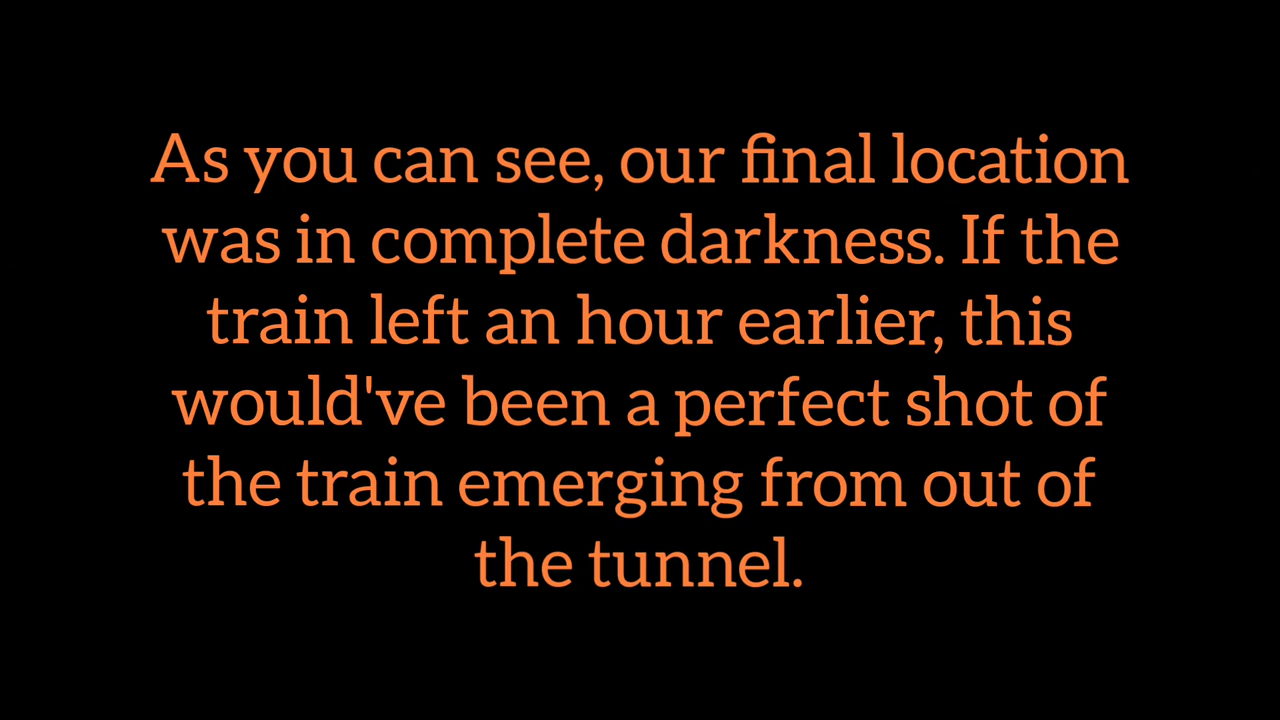 As you can see, our final location
was in complete darkness. If the
train left an hour earlier, this
would've been a perfect shot of
the train emerging from out of
the tunnel.